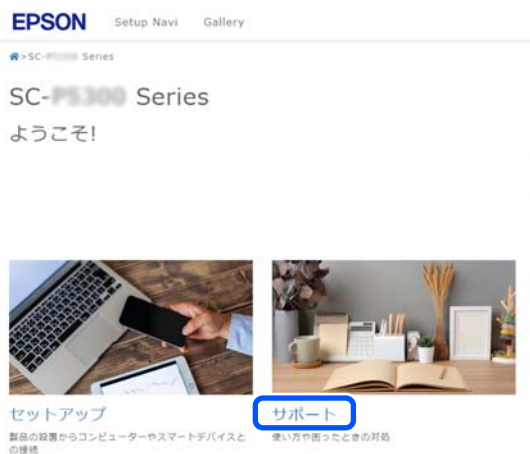 EPSON Setup Navi Gallery
>SC- Series
SC- Series
ようこそ!
セットアップ
製品の設置からコンピューターやスマートデバイスと
の接続
サポート
使い方や困ったときの対処